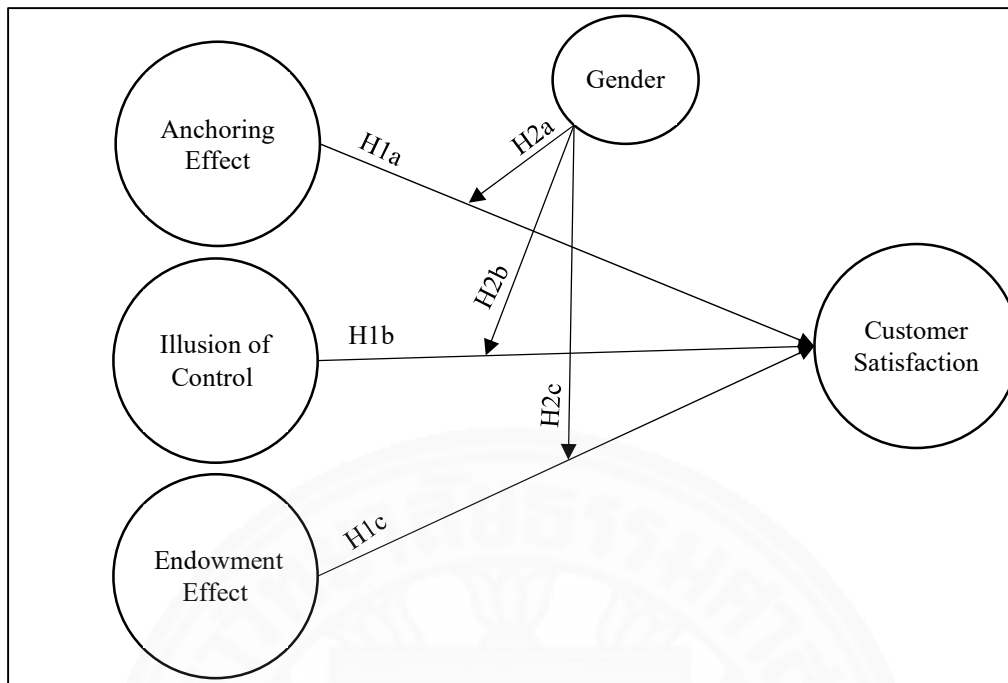 Gender
Anchoring
Effect
H1a
H2a
H2b
Illusion of
Control
H1b
Customer
Satisfaction
H2c
H1c
Endowment
Effect